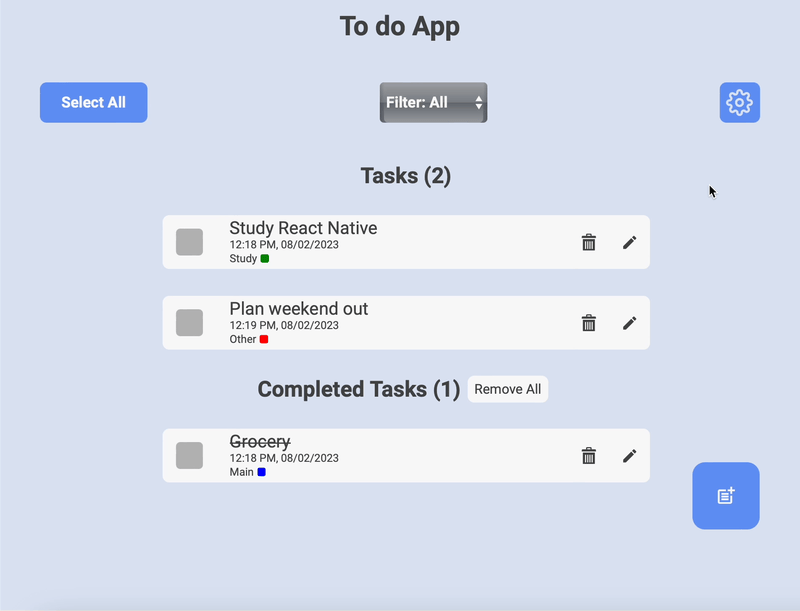 To do App
Select All
Filter: All
Tasks (2)
Study React Native
12:18 PM, 08/02/2023
Study
Plan weekend out
12:19 PM, 08/02/2023
Other
Completed Tasks (1)
Remove All
Grocery
12:18 PM, 08/02/2023
Main